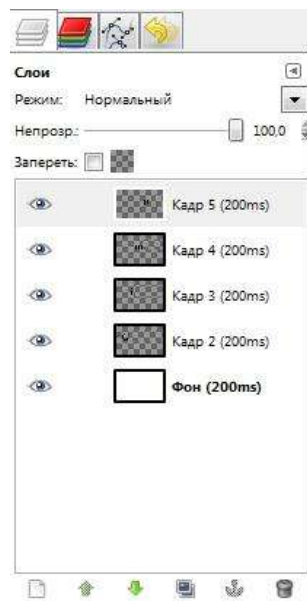 Слои
Режим: Нормальный
Непрозр.: 100,0
Запереть:
Кадр 5 (200ms)
Кадр 4 (200ms)
Кадр 3 (200ms)
Кадр 2 (200ms)
Фон (200ms)